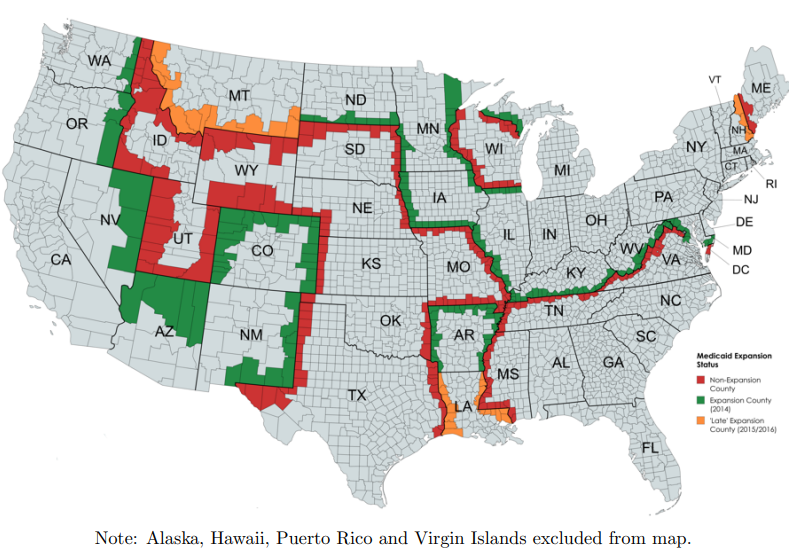 WA
OR
CA
NV
ID
MT
WY
UT
AZ
CO
NM
ND
SD
NE
KS
OK
TX
MN
IA
MO
AR
LA
WI
IL
MI
IN
OH
KY
TN
MS
AL
GA
FL
SC
NC
VA
WV
PA
NY
VT
ME
NH
MA
CT
RI
NJ
DE
MD
DC
Medicaid Expansion
Status
Non-Expansion
County
Expansion County
(2014)
'Late' Expansion
County (2015/2016)
Note: Alaska, Hawaii, Puerto Rico and Virgin Islands excluded from map.